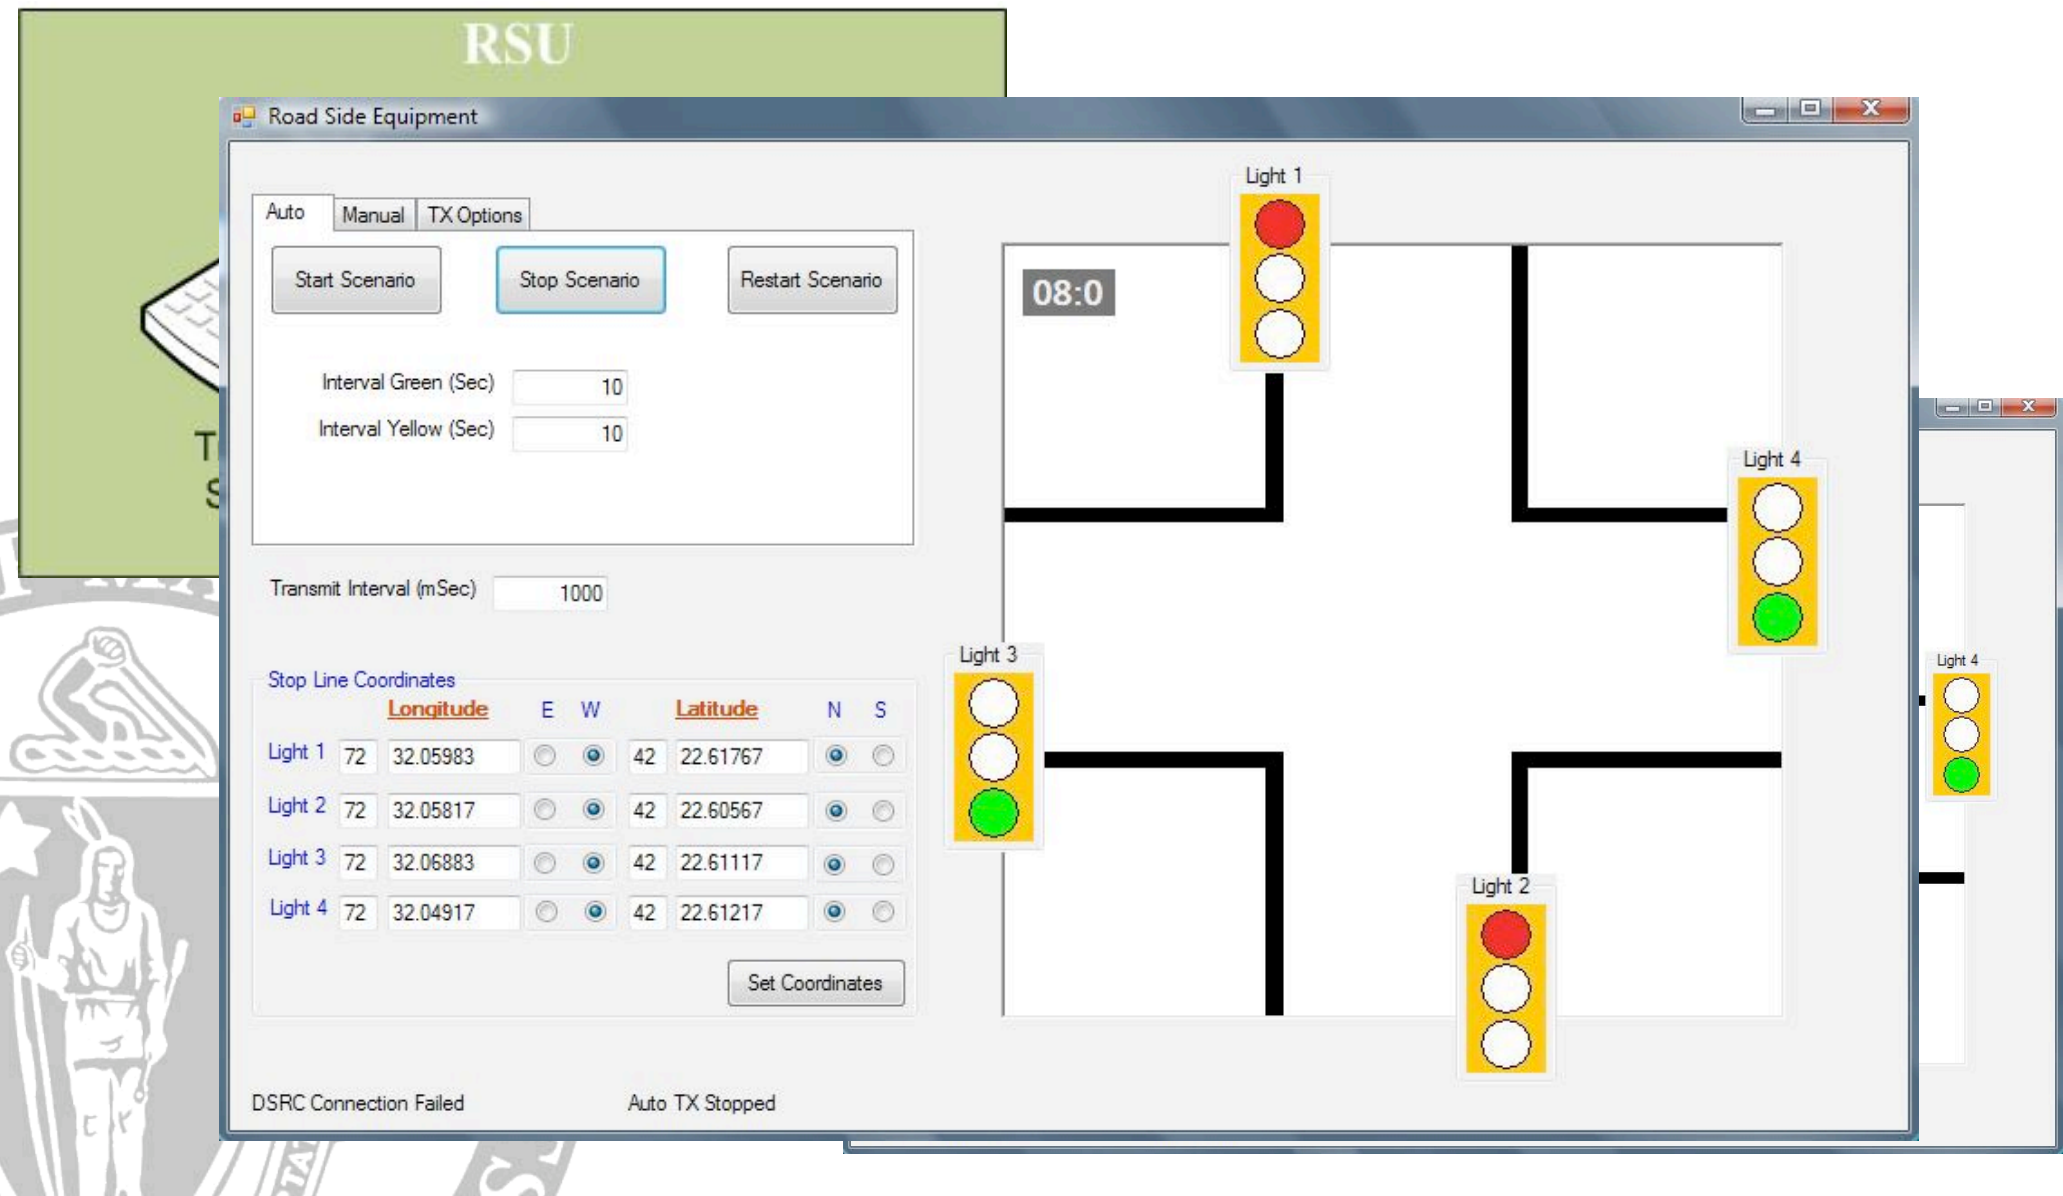 RSU
Road Side Equipment
Auto Manual TX Options
Start Scenario Stop Scenario Restart Scenario
Interval Green (Sec) 10
Interval Yellow (Sec) 10
Transmit Interval (mSec) 1000
Stop Line Coordinates
Longitude E W Latitude N S
Light 1 72 32.05983 42 22.61767
Light 2 72 32.05817 42 22.60567
Light 3 72 32.06883 42 22.61117
Light 4 72 32.04917 42 22.61217
Set Coordinates
DSRC Connection Failed Auto TX Stopped
Light 1
08:0
Light 4
Light 3
Light 2
Light 4